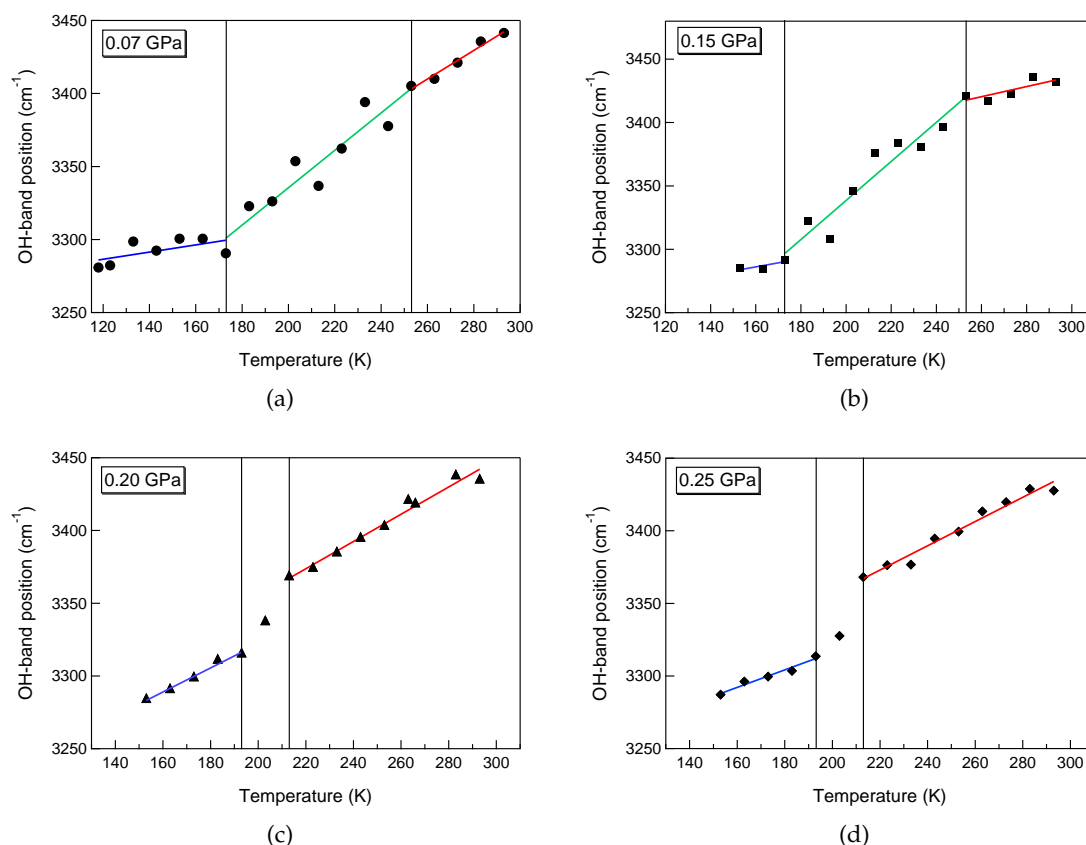 0.07 GPa
OH-band position (cm⁻¹)
3450
3400
3350
3300
3250
120 140 160 180 200 220 240 260 280 300
Temperature (K)
(a)
0.15 GPa
OH-band position (cm⁻¹)
3450
3400
3350
3300
3250
120 140 160 180 200 220 240 260 280 300
Temperature (K)
(b)
0.20 GPa
OH-band position (cm⁻¹)
3450
3400
3350
3300
3250
140 160 180 200 220 240 260 280 300
Temperature (K)
(c)
0.25 GPa
OH-band position (cm⁻¹)
3450
3400
3350
3300
3250
140 160 180 200 220 240 260 280 300
Temperature (K)
(d)